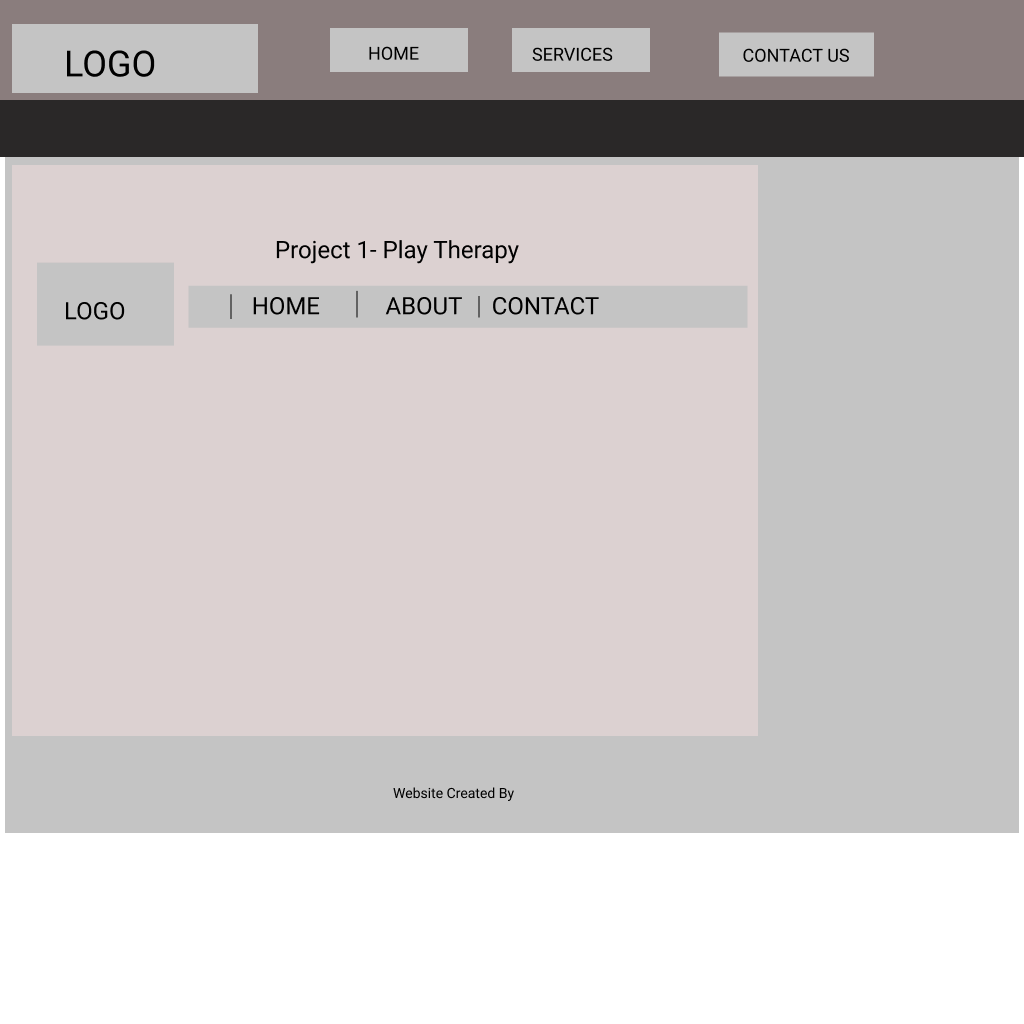 LOGO
HOME
SERVICES
CONTACT US
Project 1- Play Therapy
LOGO
| HOME | ABOUT | CONTACT
Website Created By